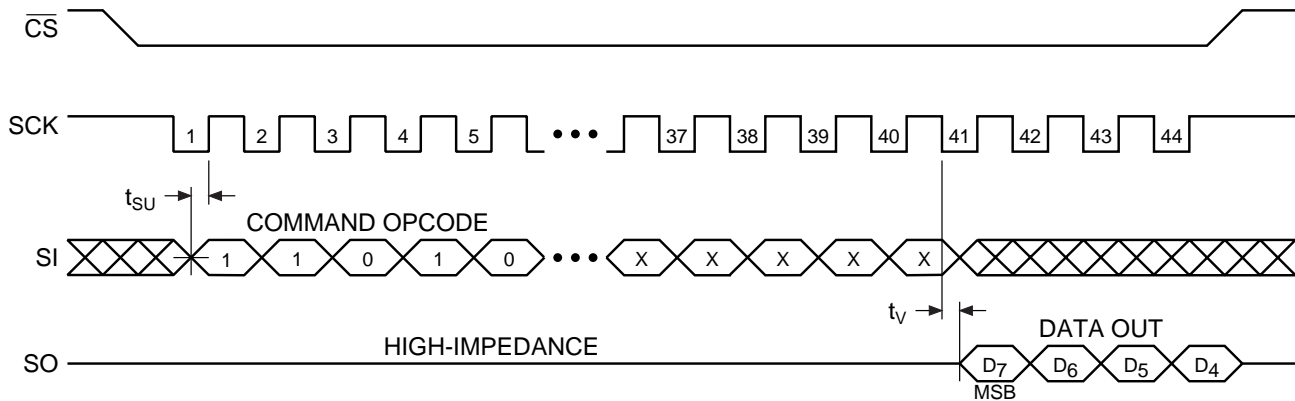 CS
SCK 1 2 3 4 5 ••• 37 38 39 40 41 42 43 44
tSU
COMMAND OPCODE
SI 1 1 0 1 0 ••• X X X X X
tV
DATA OUT
HIGH-IMPEDANCE
SO D7 D6 D5 D4
MSB